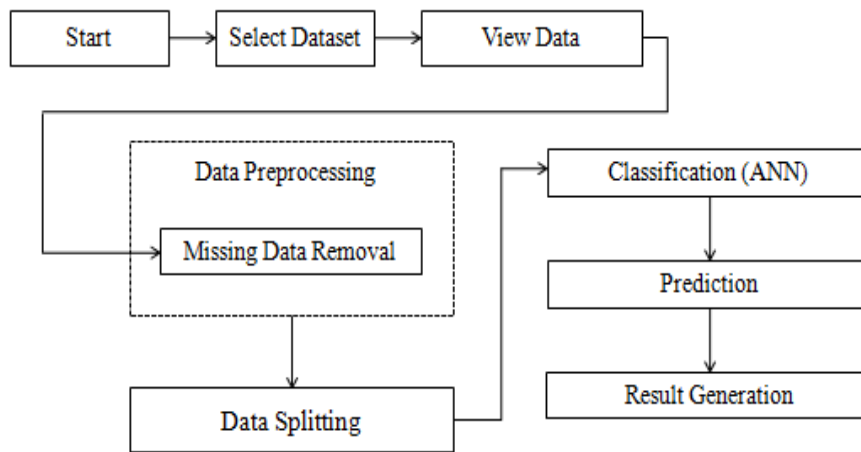 Start
Select Dataset
View Data
Data Preprocessing
Missing Data Removal
Data Splitting
Classification (ANN)
Prediction
Result Generation